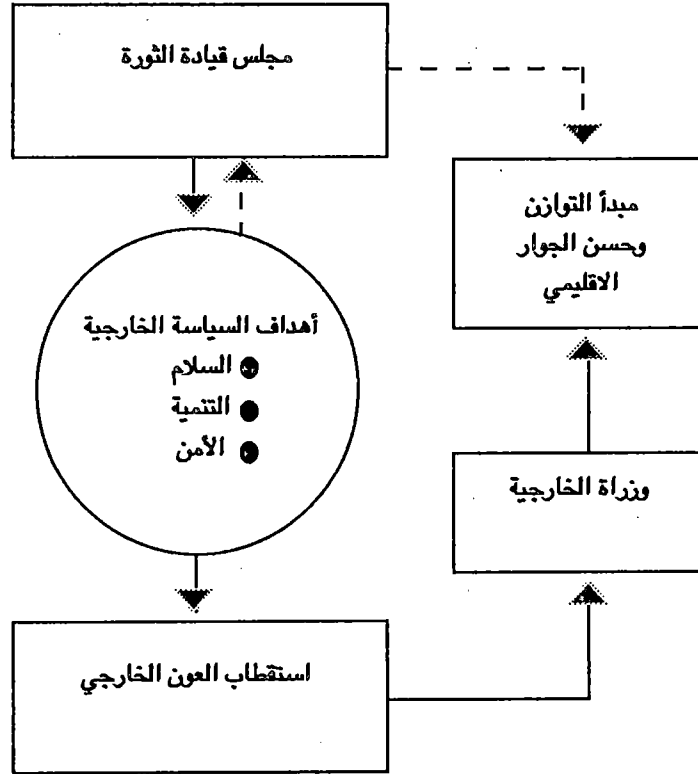 مجلس قيادة الثورة
مبدأ التوازن
وحسن الجوار
الاقليمي
أهداف السياسة الخارجية
● السلام
● التنمية
● الأمن
وزراة الخارجية
استقطاب العون الخارجي